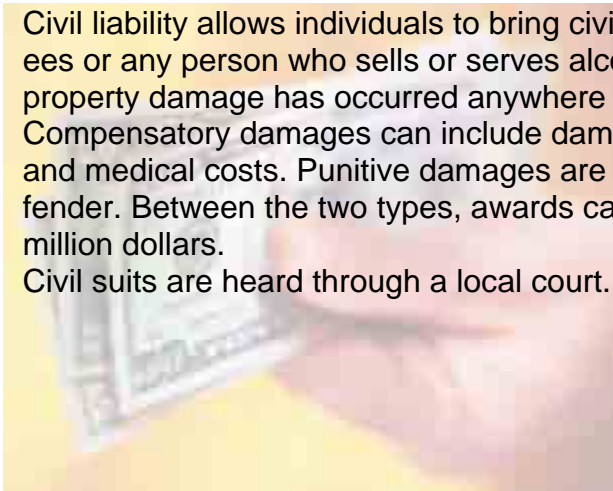 Civil liability allows individuals to bring civi
ees or any person who sells or serves alco
property damage has occurred anywhere
Compensatory damages can include dam
and medical costs. Punitive damages are
fender. Between the two types, awards ca
million dollars.
Civil suits are heard through a local court.